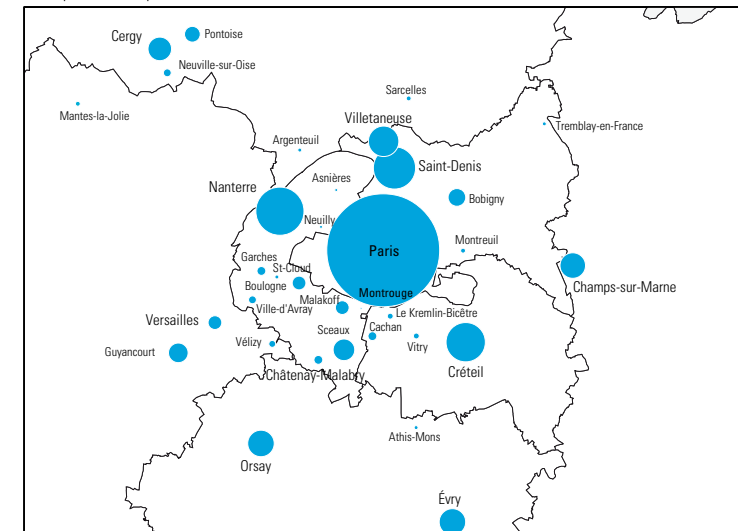 Cergy
Pontoise
Neuville-sur-Oise
Mantes-la-Jolie
Sarcelles
Villetaneuse
Tremblay-en-France
Argenteuil
Saint-Denis
Asnières
Nanterre
Bobigny
Neuilly
Paris
Montreuil
Garches
St-Cloud
Boulogne
Champs-sur-Marne
Montrouge
Malakoff
Ville-d'Avray
Le Kremlin-Bicêtre
Versailles
Sceaux
Cachan
Vélizy
Vitry
Guyancourt
Châtenay-Malabry
Créteil
Athis-Mons
Orsay
Évry